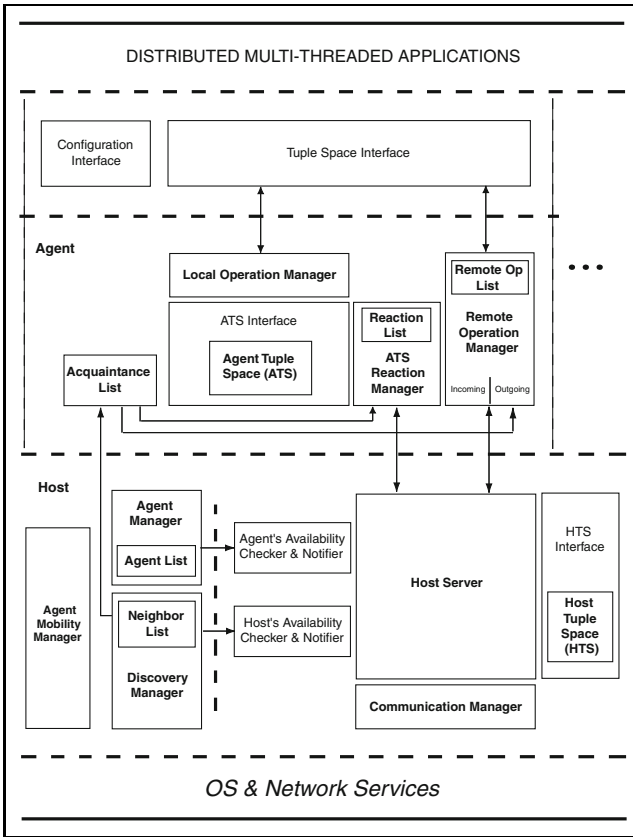 DISTRIBUTED MULTI-THREADED APPLICATIONS
Configuration
Interface
Tuple Space Interface
Agent
Local Operation Manager
ATS Interface
Agent Tuple
Space (ATS)
Reaction
List
ATS
Reaction
Manager
Remote Op
List
Remote
Operation
Manager
Incoming
Outgoing
• • •
Acquaintance
List
Host
Agent
Manager
Agent List
Agent's Availability
Checker & Notifier
Host Server
HTS
Interface
Host
Tuple
Space
(HTS)
Agent
Mobility
Manager
Neighbor
List
Discovery
Manager
Host's Availability
Checker & Notifier
Communication Manager
OS & Network Services